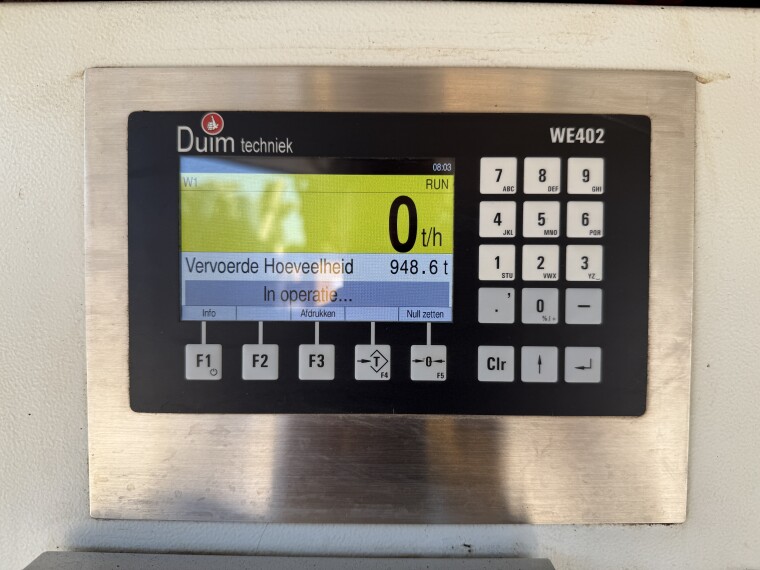 Duim techniek
WE402
08:03
W1 RUN
0 t/h
Vervoerde Hoeveelheid 948.6 t
In operatie...
Info Afdrukken Null zetten
F1 F2 F3 T F4 0 F5
7 ABC 8 DEF 9 GHI
4 JKL 5 MNO 6 PQR
1 STU 2 VWX 3 YZ_
. ' 0 %/+ –
Clr